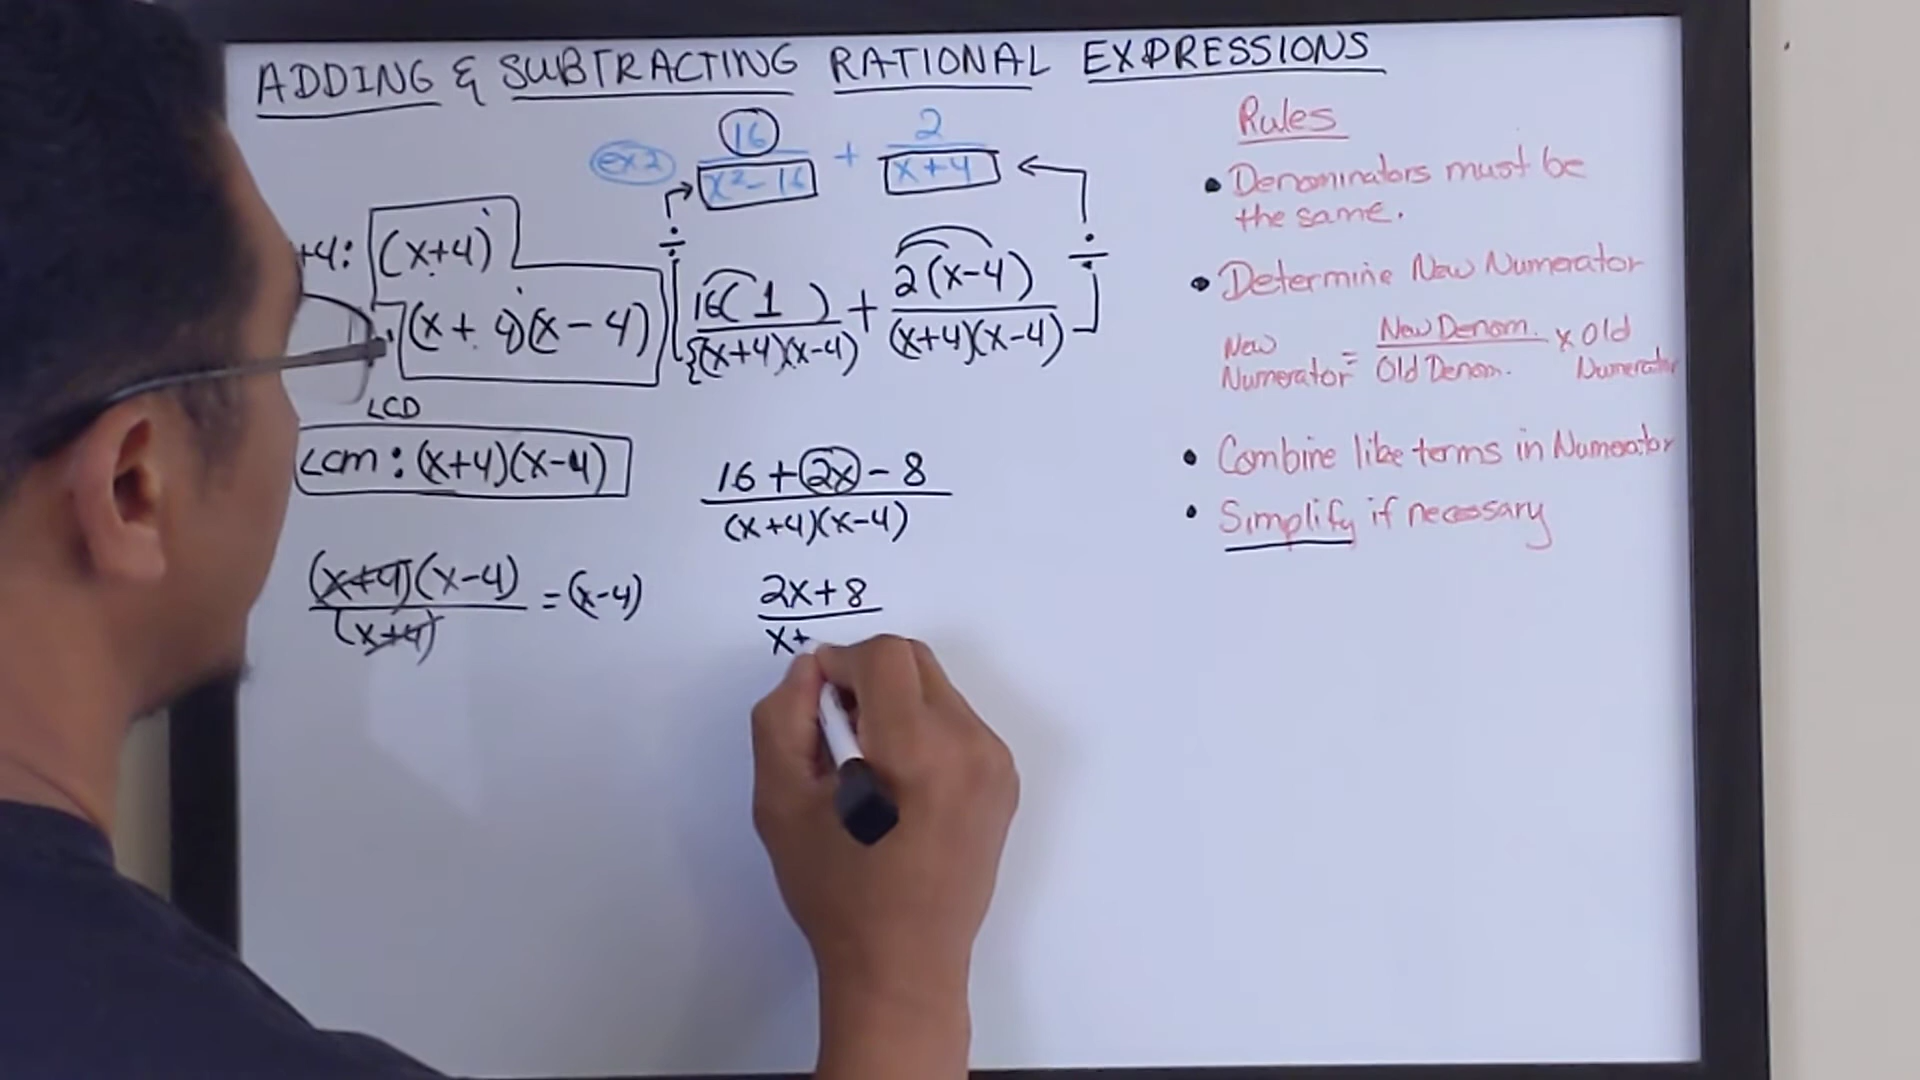 ADDING & SUBTRACTING RATIONAL EXPRESSIONS
ex2 16/(x²-16) + 2/(x+4)
+4: (x+4)
(x+4)(x-4)
÷ 16(1)/((x+4)(x-4)) + 2(x-4)/((x+4)(x-4)) ÷
LCD
LCM: (x+4)(x-4)
(16+2x-8)/((x+4)(x-4))
(x+4)(x-4)/(x+4) = (x-4)
2x+8
x+
Rules
• Denominators must be
the same.
• Determine New Numerator
New Numerator = New Denom./Old Denom. x Old Numerator
• Combine like terms in Numerator
• Simplify if necessary